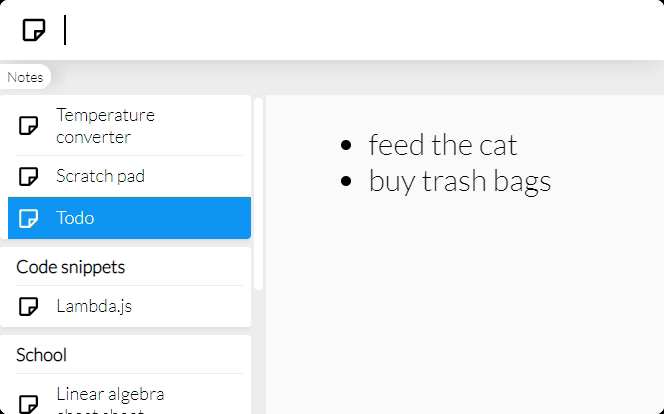 Notes
Temperature
converter
Scratch pad
Todo
Code snippets
Lambda.js
School
Linear algebra
feed the cat
buy trash bags